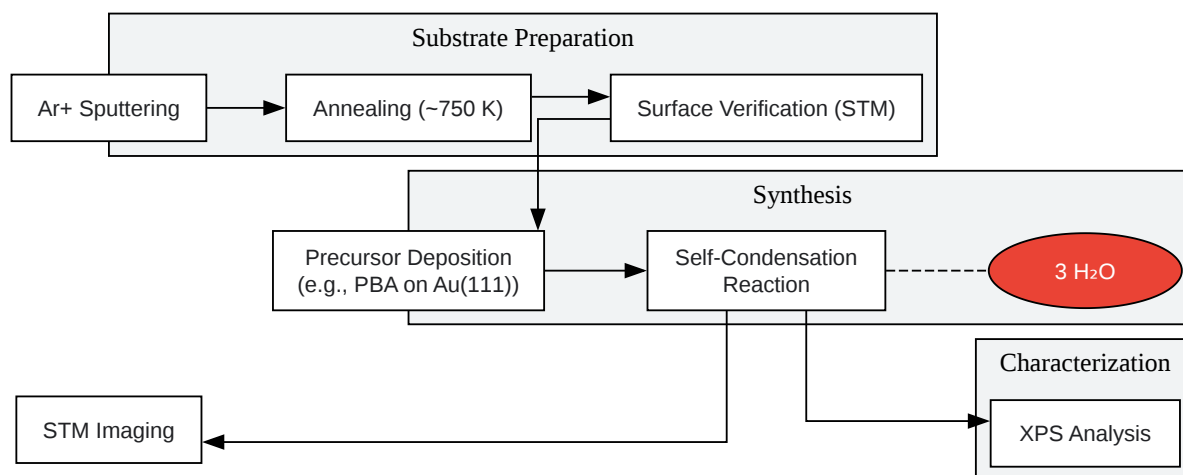 Substrate Preparation
Ar+ Sputtering
Annealing (~750 K)
Surface Verification (STM)
Synthesis
Precursor Deposition
(e.g., PBA on Au(111))
Self-Condensation
Reaction
3 H₂O
Characterization
STM Imaging
XPS Analysis